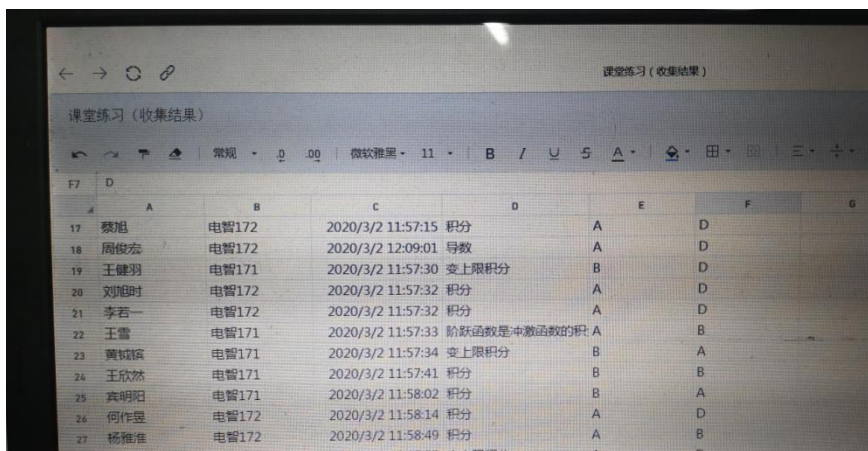 课堂练习（收集结果）
课堂练习（收集结果）
常规 .0 .00 微软雅黑 11 B I U S A
F7 D
A B C D E F G
17 蔡旭 电智172 2020/3/2 11:57:15 积分 A D
18 周俊宏 电智172 2020/3/2 12:09:01 导数 A D
19 王健羽 电智171 2020/3/2 11:57:30 变上限积分 B D
20 刘旭时 电智172 2020/3/2 11:57:32 积分 A D
21 李若一 电智172 2020/3/2 11:57:32 积分 A D
22 王雪 电智171 2020/3/2 11:57:33 阶跃函数是冲激函数的积 A B
23 黄钺镔 电智171 2020/3/2 11:57:34 变上限积分 B A
24 王欣然 电智171 2020/3/2 11:57:41 积分 B B
25 宾明阳 电智171 2020/3/2 11:58:02 积分 B A
26 何作昱 电智172 2020/3/2 11:58:14 积分 A D
27 杨雅淮 电智172 2020/3/2 11:58:49 积分 A B